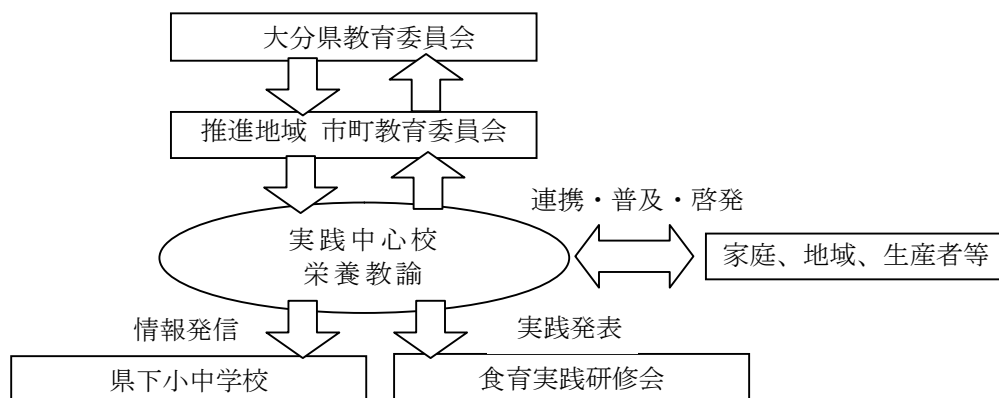 大分県教育委員会
推進地域 市町教育委員会
連携・普及・啓発
実践中心校
栄養教諭
家庭、地域、生産者等
情報発信
実践発表
県下小中学校
食育実践研修会